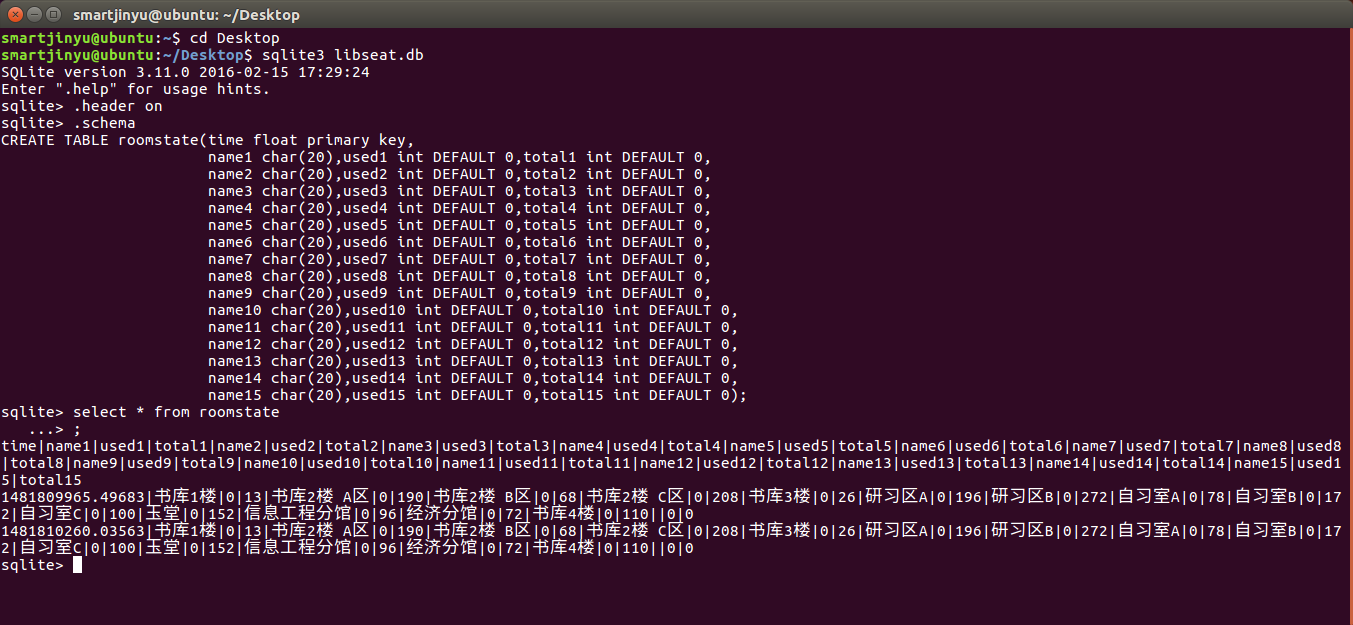 smartjinyu@ubuntu: ~/Desktop
smartjinyu@ubuntu:~$ cd Desktop
smartjinyu@ubuntu:~/Desktop$ sqlite3 libseat.db
SQLite version 3.11.0 2016-02-15 17:29:24
Enter ".help" for usage hints.
sqlite> .header on
sqlite> .schema
CREATE TABLE roomstate(time float primary key,
name1 char(20),used1 int DEFAULT 0,total1 int DEFAULT 0,
name2 char(20),used2 int DEFAULT 0,total2 int DEFAULT 0,
name3 char(20),used3 int DEFAULT 0,total3 int DEFAULT 0,
name4 char(20),used4 int DEFAULT 0,total4 int DEFAULT 0,
name5 char(20),used5 int DEFAULT 0,total5 int DEFAULT 0,
name6 char(20),used6 int DEFAULT 0,total6 int DEFAULT 0,
name7 char(20),used7 int DEFAULT 0,total7 int DEFAULT 0,
name8 char(20),used8 int DEFAULT 0,total8 int DEFAULT 0,
name9 char(20),used9 int DEFAULT 0,total9 int DEFAULT 0,
name10 char(20),used10 int DEFAULT 0,total10 int DEFAULT 0,
name11 char(20),used11 int DEFAULT 0,total11 int DEFAULT 0,
name12 char(20),used12 int DEFAULT 0,total12 int DEFAULT 0,
name13 char(20),used13 int DEFAULT 0,total13 int DEFAULT 0,
name14 char(20),used14 int DEFAULT 0,total14 int DEFAULT 0,
name15 char(20),used15 int DEFAULT 0,total15 int DEFAULT 0);
sqlite> select * from roomstate
...> ;
time|name1|used1|total1|name2|used2|total2|name3|used3|total3|name4|used4|total4|name5|used5|total5|name6|used6|total6|name7|used7|total7|name8|used8
|total8|name9|used9|total9|name10|used10|total10|name11|used11|total11|name12|used12|total12|name13|used13|total13|name14|used14|total14|name15|used1
5|total15
1481809965.49683|书库1楼|0|13|书库2楼 A区|0|190|书库2楼 B区|0|68|书库2楼 C区|0|208|书库3楼|0|26|研习区A|0|196|研习区B|0|272|自习室A|0|78|自习室B|0|17
2|自习室C|0|100|玉堂|0|152|信息工程分馆|0|96|经济分馆|0|72|书库4楼|0|110||0|0
1481810260.03563|书库1楼|0|13|书库2楼 A区|0|190|书库2楼 B区|0|68|书库2楼 C区|0|208|书库3楼|0|26|研习区A|0|196|研习区B|0|272|自习室A|0|78|自习室B|0|17
2|自习室C|0|100|玉堂|0|152|信息工程分馆|0|96|经济分馆|0|72|书库4楼|0|110||0|0
sqlite>